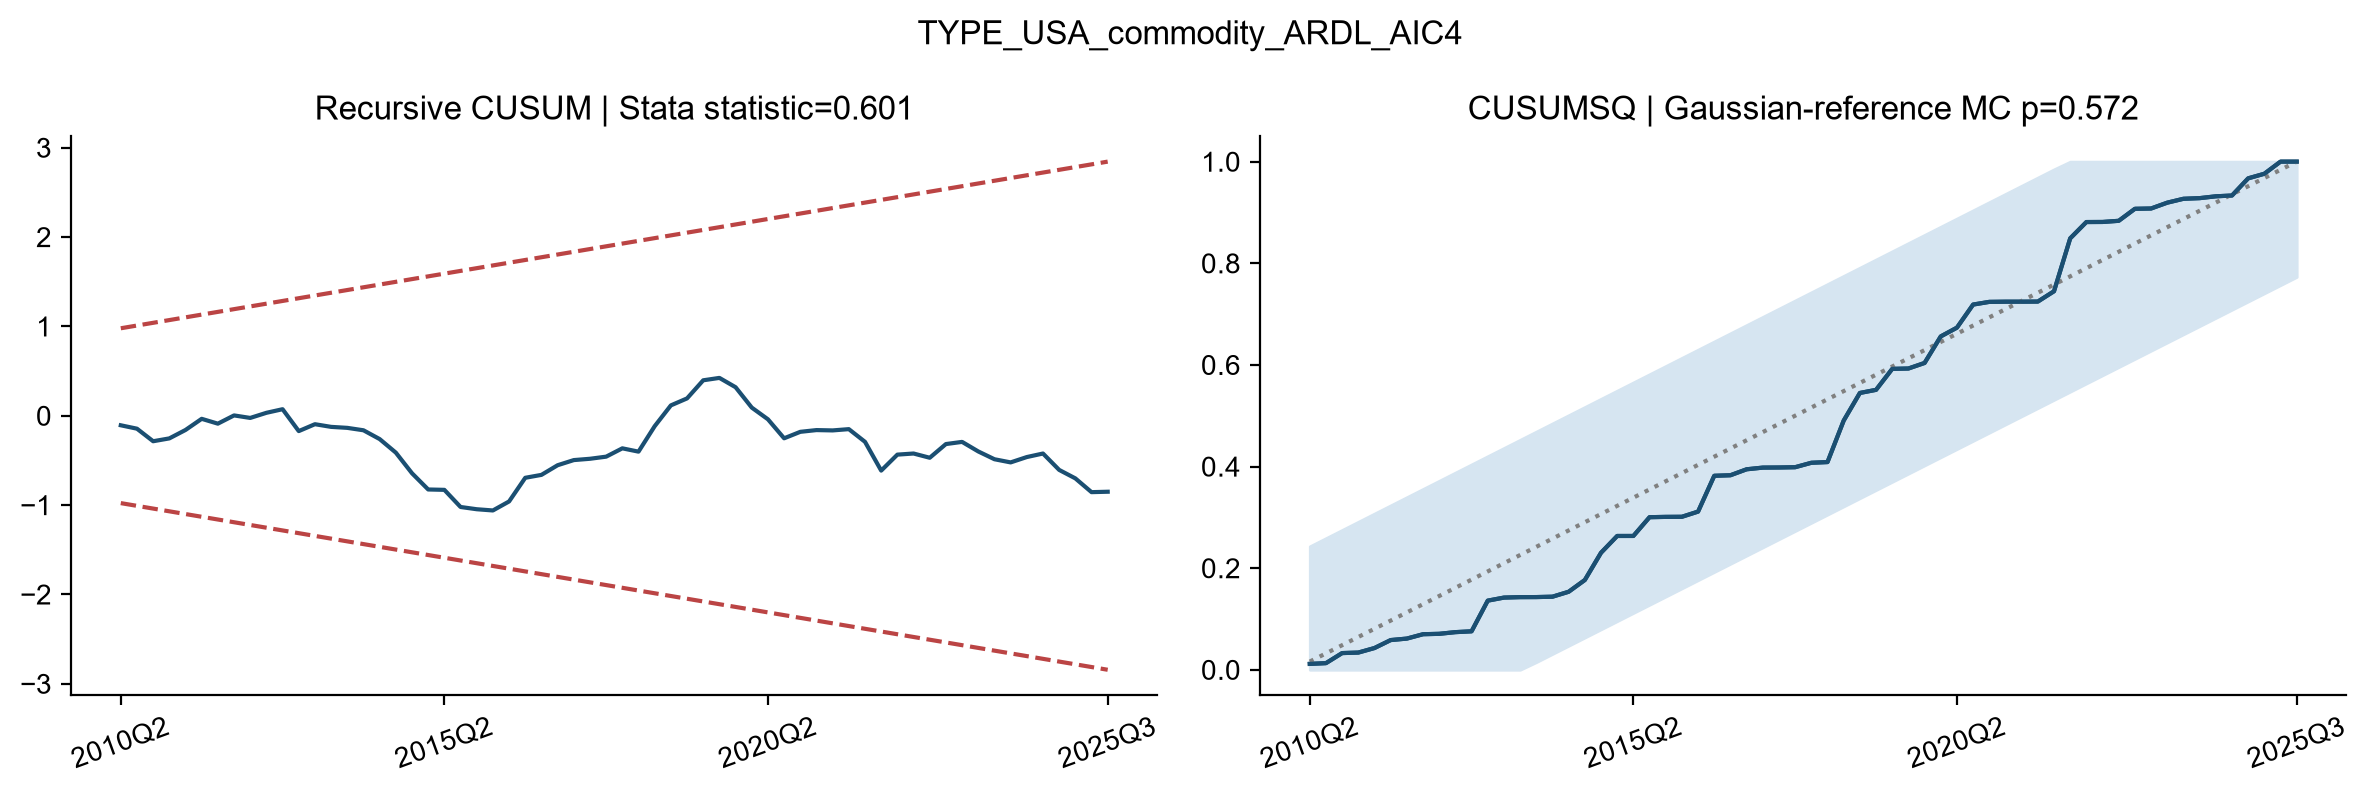 TYPE_USA_commodity_ARDL_AIC4
Recursive CUSUM | Stata statistic=0.601
3
2
1
0
−1
−2
−3
2010Q2
2015Q2
2020Q2
2025Q3
CUSUMSQ | Gaussian-reference MC p=0.572
1.0
0.8
0.6
0.4
0.2
0.0
2010Q2
2015Q2
2020Q2
2025Q3